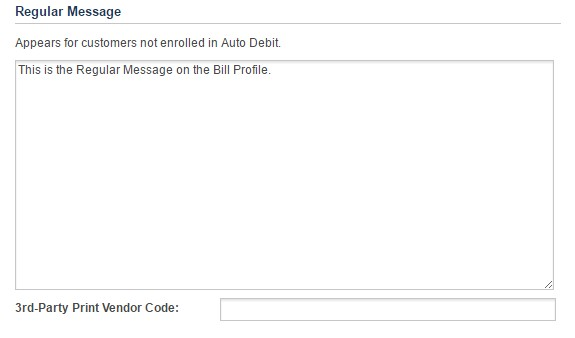 Regular Message
Appears for customers not enrolled in Auto Debit.
This is the Regular Message on the Bill Profile.
3rd-Party Print Vendor Code: